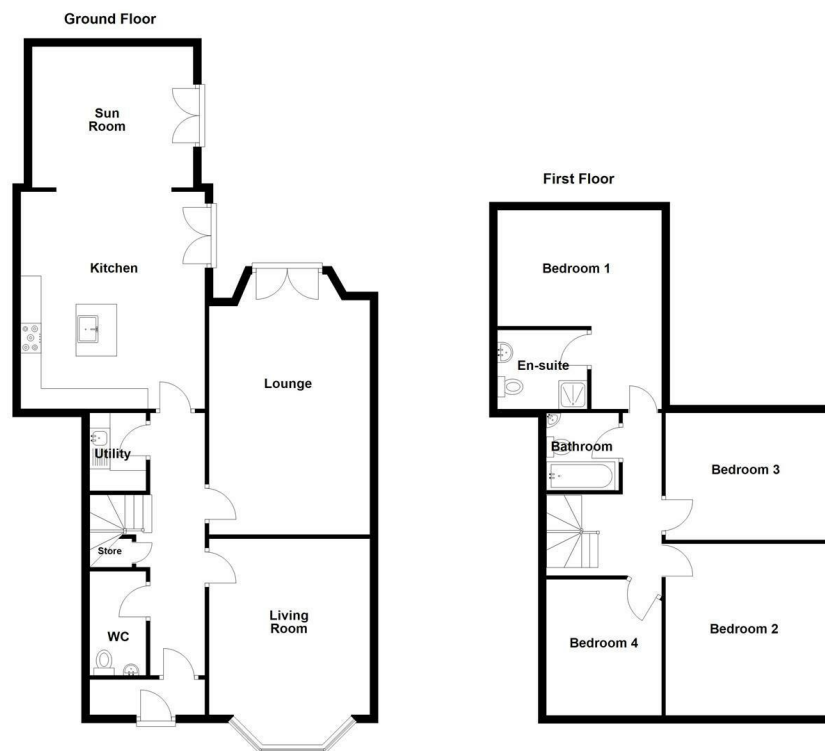 Ground Floor
Sun
Room
Kitchen
Lounge
Utility
Store
WC
Living
Room
First Floor
Bedroom 1
En-suite
Bathroom
Bedroom 3
Bedroom 4
Bedroom 2